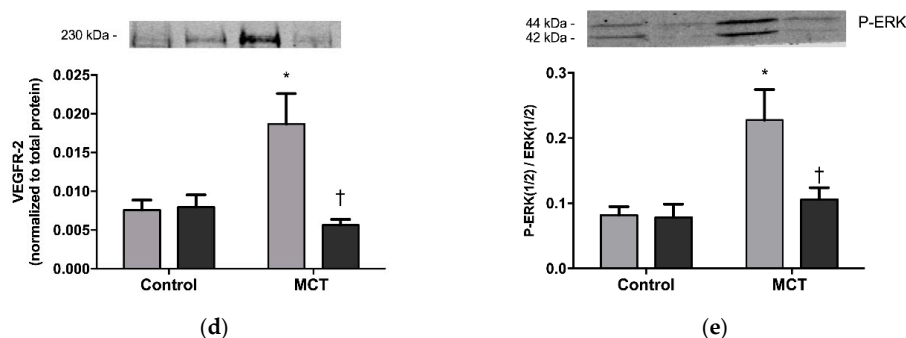 230 kDa -
0.025
0.020
0.015
0.010
0.005
0.000
VEGFR-2
(normalized to total protein)
*
†
Control MCT
(d)
44 kDa -
42 kDa -
P-ERK
0.3
0.2
0.1
0.0
P-ERK(1/2) / ERK(1/2)
*
†
Control MCT
(e)